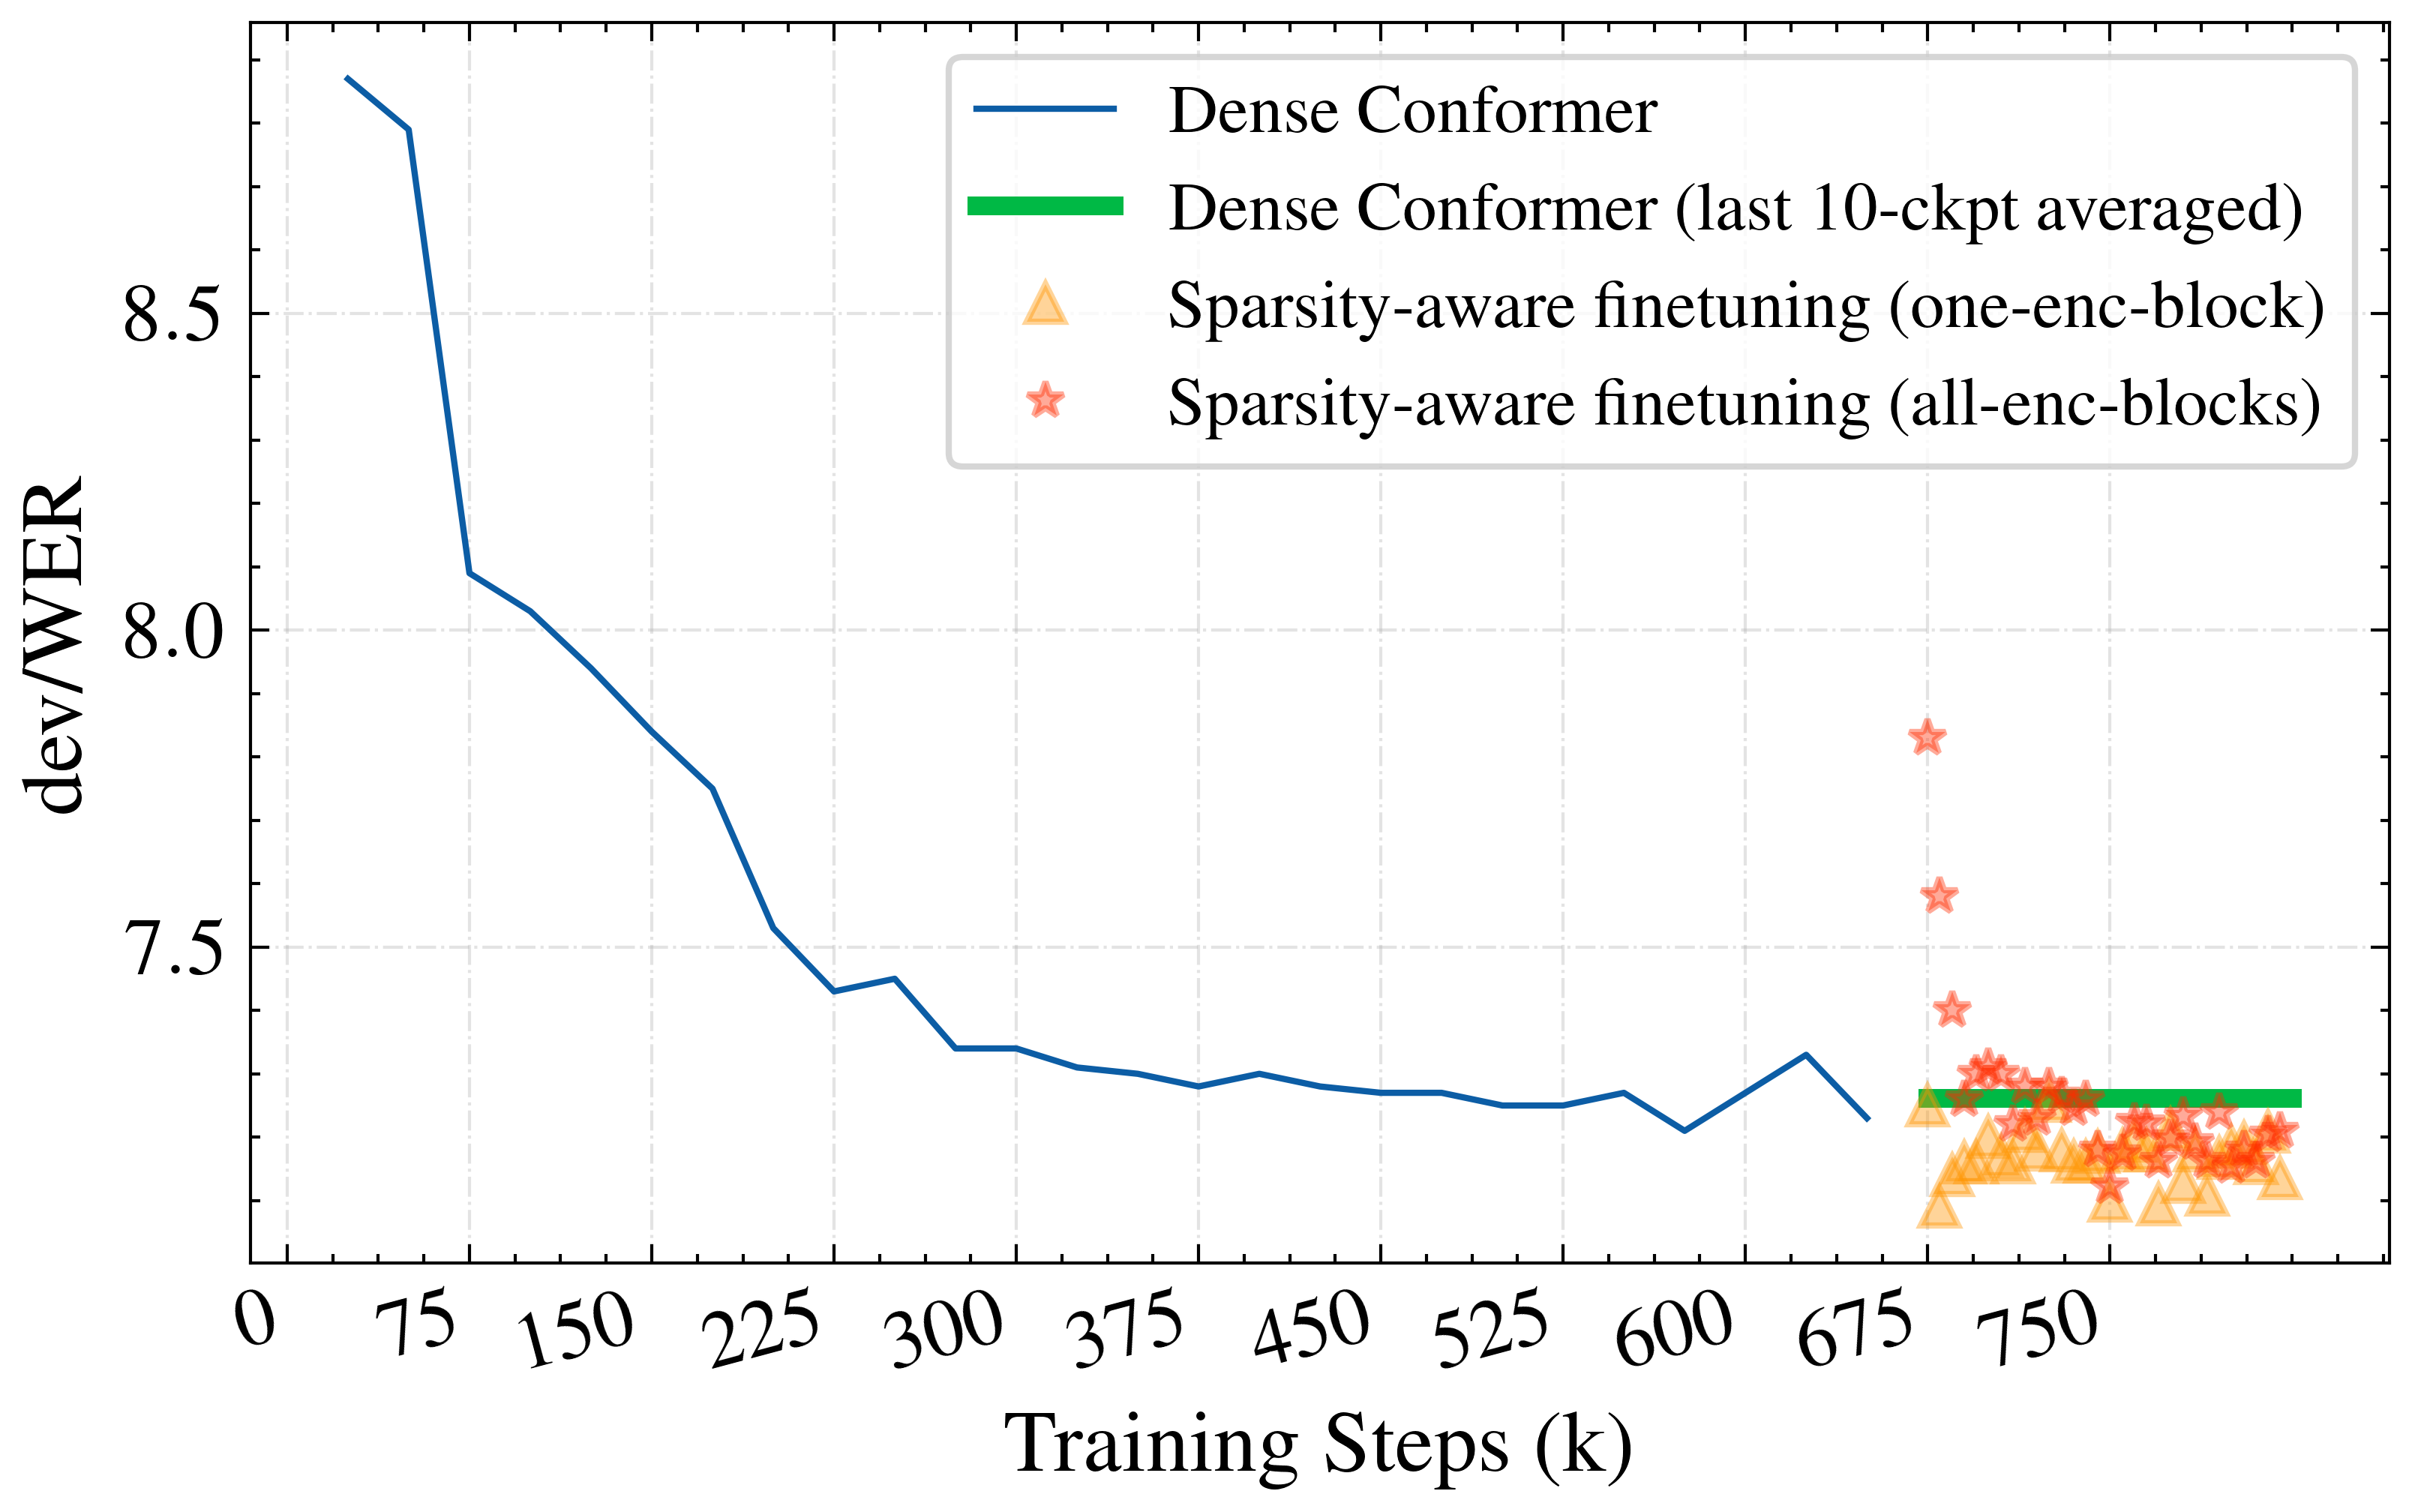 Dense Conformer
Dense Conformer (last 10-ckpt averaged)
Sparsity-aware finetuning (one-enc-block)
Sparsity-aware finetuning (all-enc-blocks)
dev/WER
8.5
8.0
7.5
0 75 150 225 300 375 450 525 600 675 750
Training Steps (k)